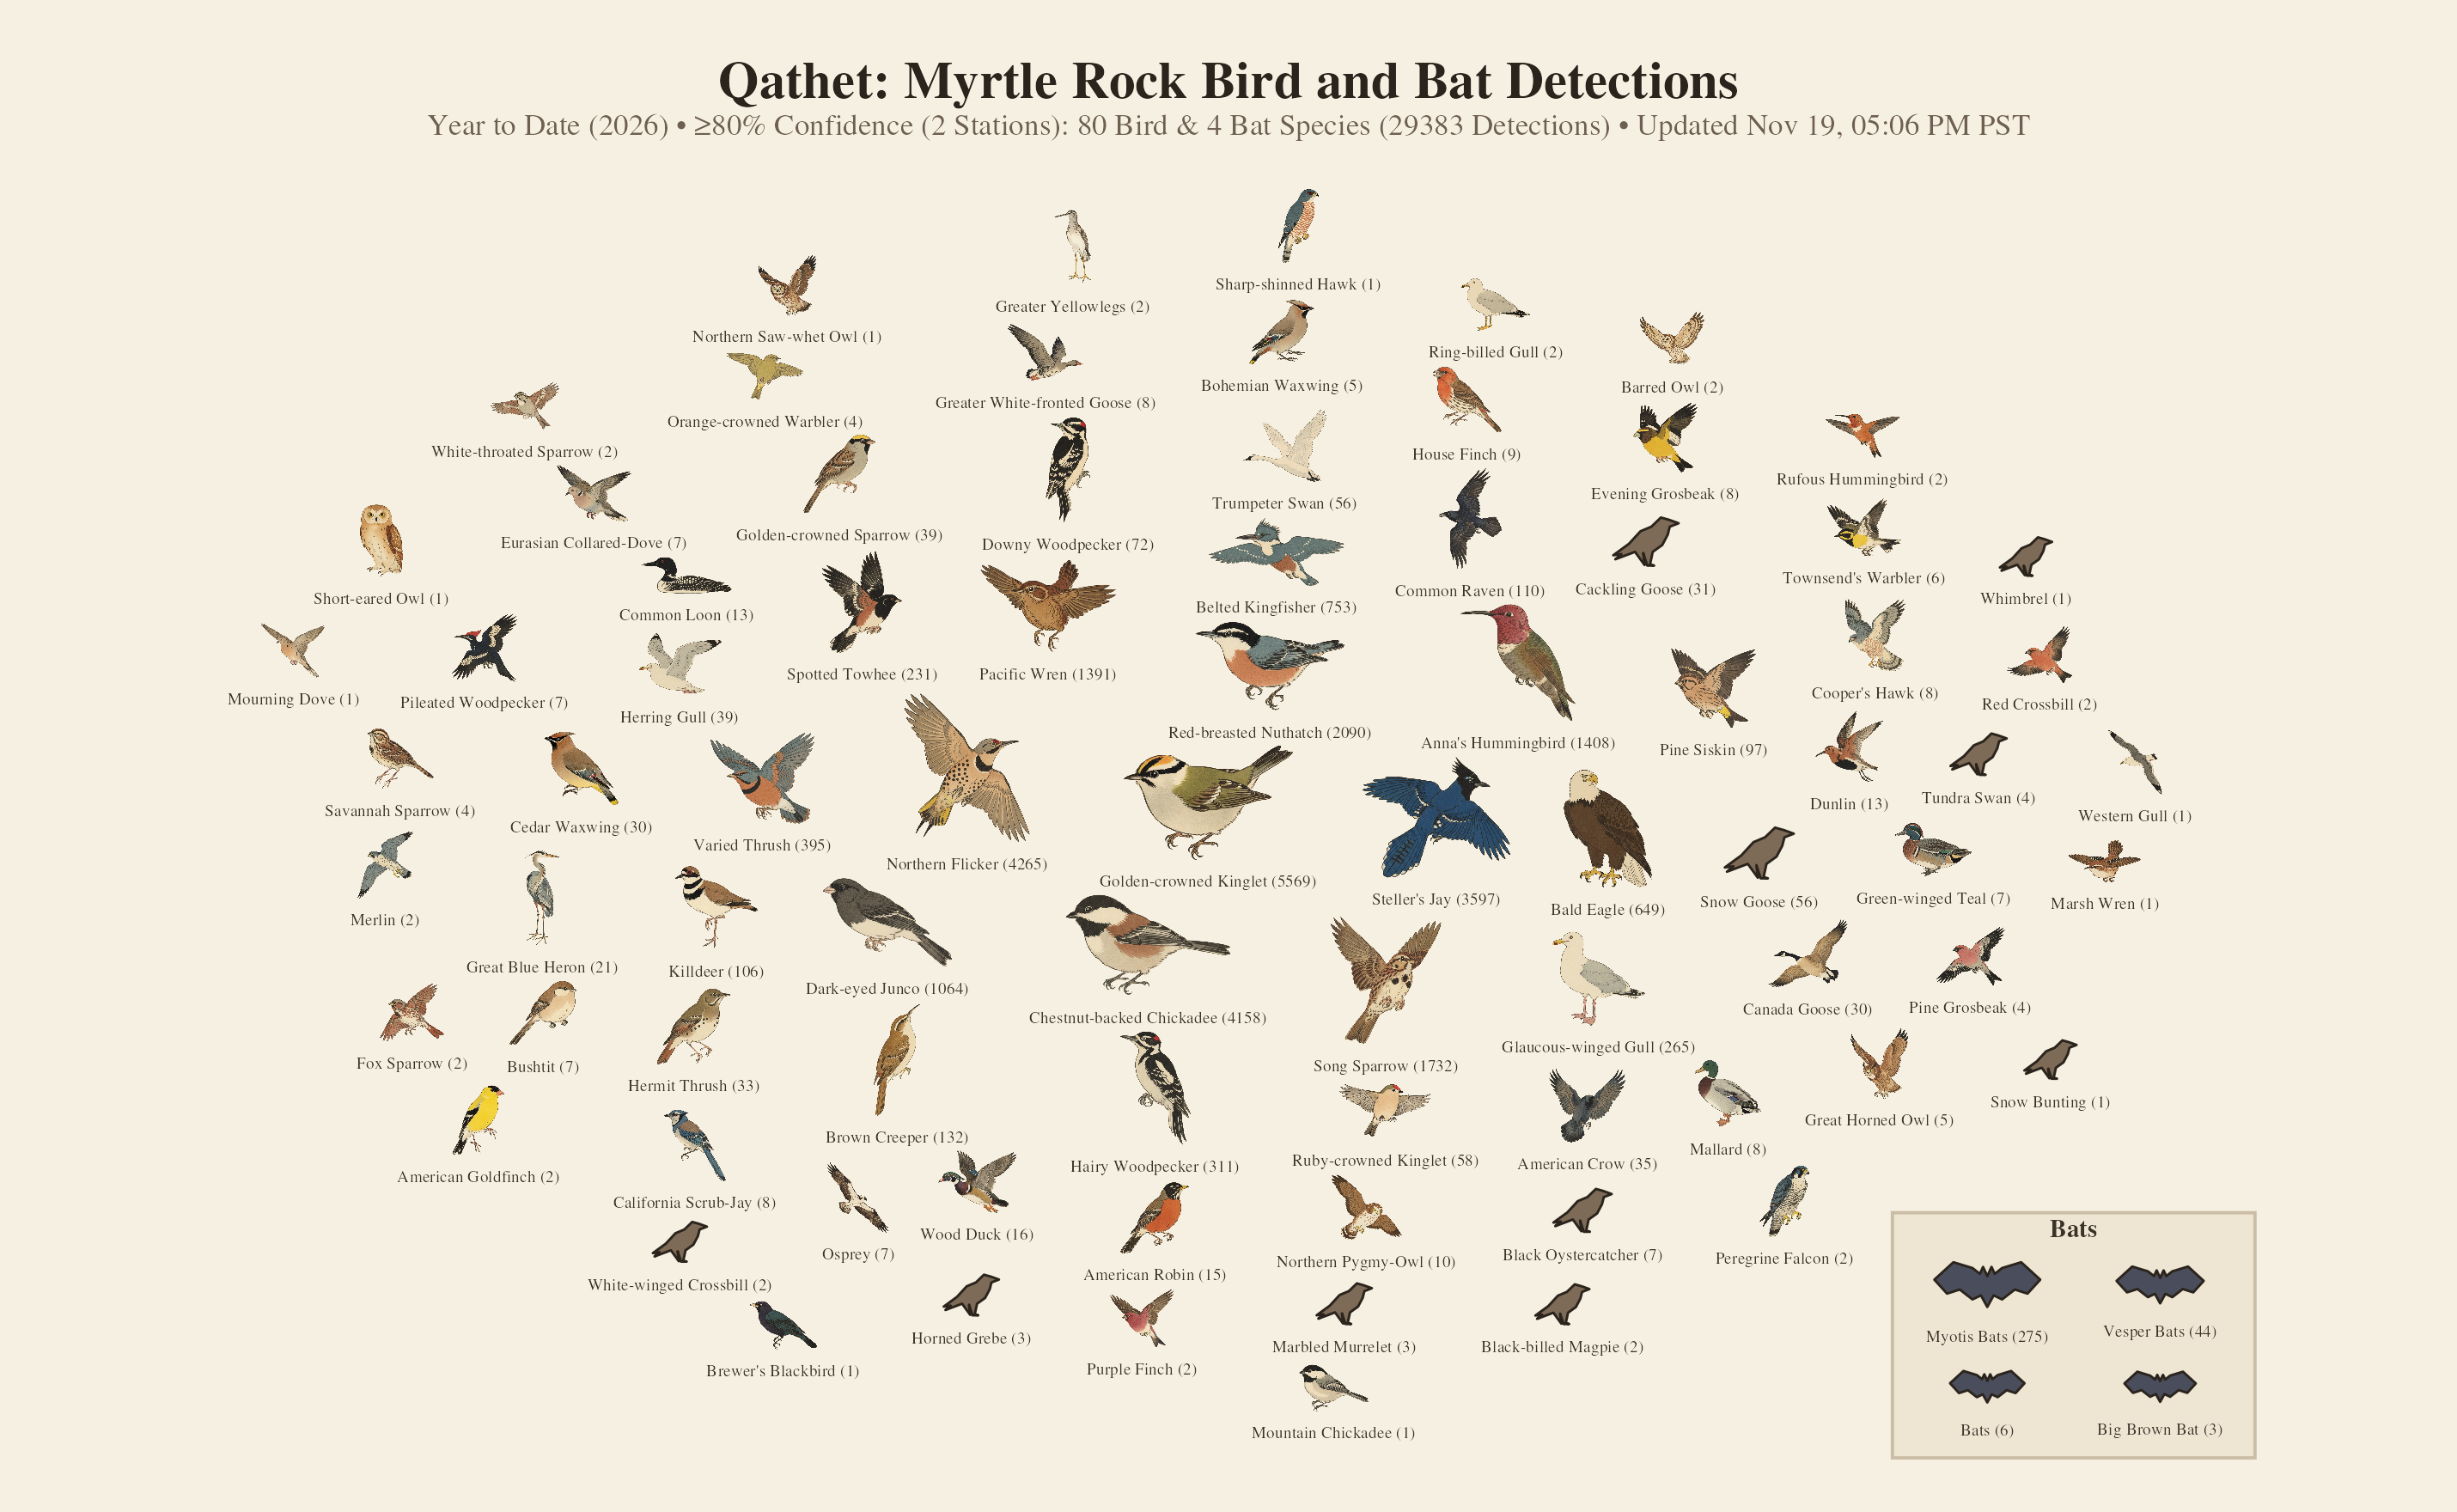 Qathet: Myrtle Rock Bird and Bat Detections
Year to Date (2026) • ≥80% Confidence (2 Stations): 80 Bird & 4 Bat Species (29383 Detections) • Updated Nov 19, 05:06 PM PST
Sharp-shinned Hawk (1)
Greater Yellowlegs (2)
Northern Saw-whet Owl (1)
Ring-billed Gull (2)
Bohemian Waxwing (5)
Barred Owl (2)
Greater White-fronted Goose (8)
Orange-crowned Warbler (4)
White-throated Sparrow (2)
House Finch (9)
Rufous Hummingbird (2)
Evening Grosbeak (8)
Trumpeter Swan (56)
Golden-crowned Sparrow (39)
Eurasian Collared-Dove (7)
Downy Woodpecker (72)
Townsend's Warbler (6)
Cackling Goose (31)
Common Raven (110)
Short-eared Owl (1)
Whimbrel (1)
Belted Kingfisher (753)
Common Loon (13)
Spotted Towhee (231)
Pacific Wren (1391)
Cooper's Hawk (8)
Mourning Dove (1)
Pileated Woodpecker (7)
Red Crossbill (2)
Herring Gull (39)
Red-breasted Nuthatch (2090)
Anna's Hummingbird (1408)
Pine Siskin (97)
Tundra Swan (4)
Dunlin (13)
Savannah Sparrow (4)
Western Gull (1)
Cedar Waxwing (30)
Varied Thrush (395)
Northern Flicker (4265)
Golden-crowned Kinglet (5569)
Steller's Jay (3597)
Green-winged Teal (7)
Snow Goose (56)
Marsh Wren (1)
Bald Eagle (649)
Merlin (2)
Great Blue Heron (21)
Killdeer (106)
Dark-eyed Junco (1064)
Pine Grosbeak (4)
Canada Goose (30)
Chestnut-backed Chickadee (4158)
Glaucous-winged Gull (265)
Fox Sparrow (2)
Bushtit (7)
Song Sparrow (1732)
Hermit Thrush (33)
Snow Bunting (1)
Great Horned Owl (5)
Brown Creeper (132)
Mallard (8)
Ruby-crowned Kinglet (58)
American Crow (35)
Hairy Woodpecker (311)
American Goldfinch (2)
California Scrub-Jay (8)
Wood Duck (16)
Osprey (7)
Black Oystercatcher (7)
Peregrine Falcon (2)
Northern Pygmy-Owl (10)
American Robin (15)
White-winged Crossbill (2)
Horned Grebe (3)
Marbled Murrelet (3)
Black-billed Magpie (2)
Purple Finch (2)
Brewer's Blackbird (1)
Mountain Chickadee (1)
Bats
Myotis Bats (275)
Vesper Bats (44)
Bats (6)
Big Brown Bat (3)